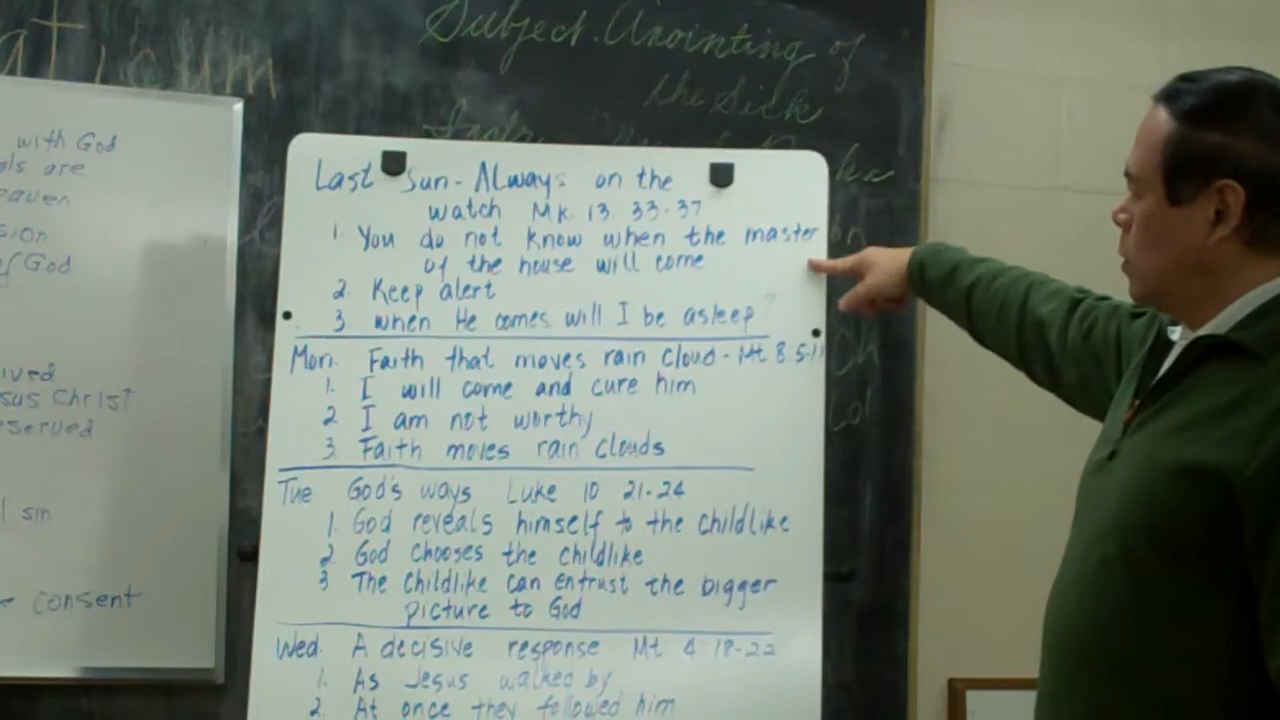 aticum
Subject. Anointing of
the Sick
with God
als are
eaven
sion
of God
ived
sus Christ
eserved
l sm
consent
Last Sun - Always on the
watch Mk. 13. 33-37
1. You do not know when the master
of the house will come
2. Keep alert
3. when He comes will I be asleep
Mon. Faith that moves rain cloud - Mt 8 5-11
1. I will come and cure him
2 I am not worthy
3. Faith moves rain clouds
Tue God's ways Luke 10 21-24
1. God reveals himself to the childlike
2 God chooses the childlike
3 The childlike can entrust the bigger
picture to God
Wed. A decisive response Mt 4 18-22
1. As Jesus walked by
2. At once they followed him